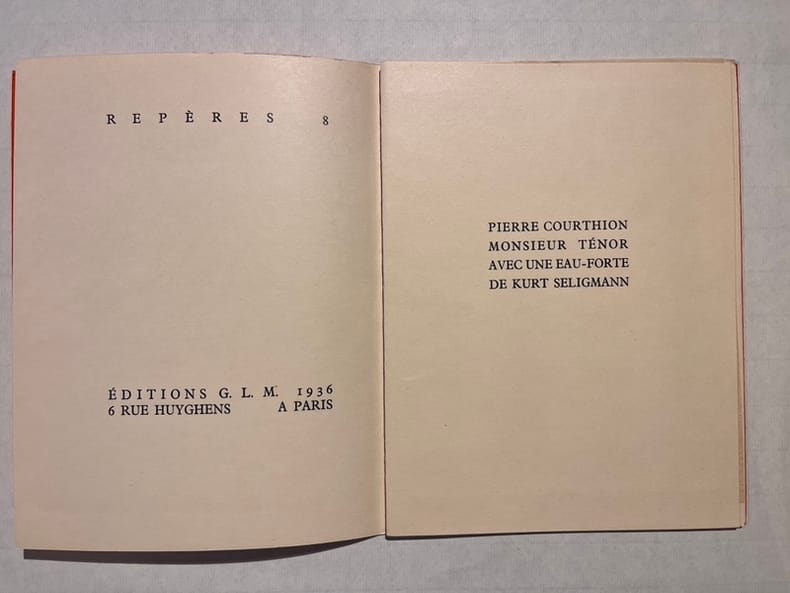 REPÈRES 8
ÉDITIONS G. L. M. 1936
6 RUE HUYGHENS A PARIS
PIERRE COURTHION
MONSIEUR TÉNOR
AVEC UNE EAU-FORTE
DE KURT SELIGMANN